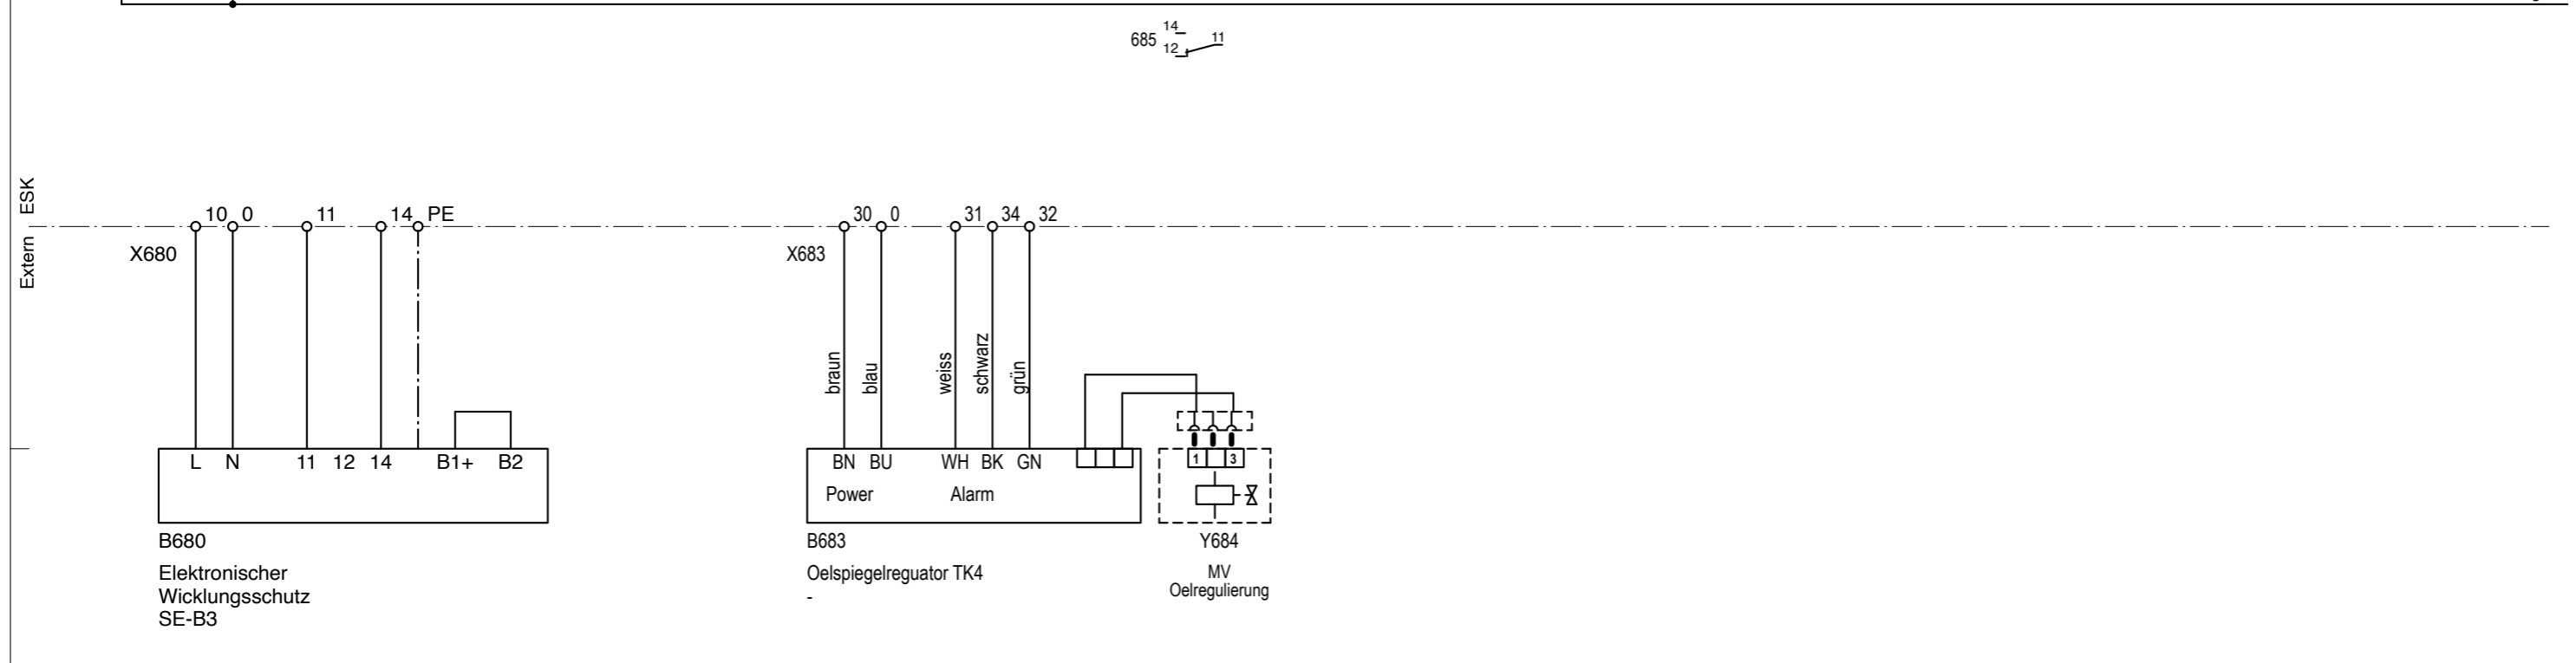 14
685
12
11
ESK
Extern
10 0 11 14 PE
X680
30 0 31 34 32
X683
braun
blau
weiss
schwarz
grün
L N 11 12 14 B1+ B2
BN BU WH BK GN
Power Alarm
1 3
B680
Elektronischer
Wicklungsschutz
SE-B3
B683
Oelspiegelreguator TK4
-
Y684
MV
Oelregulierung